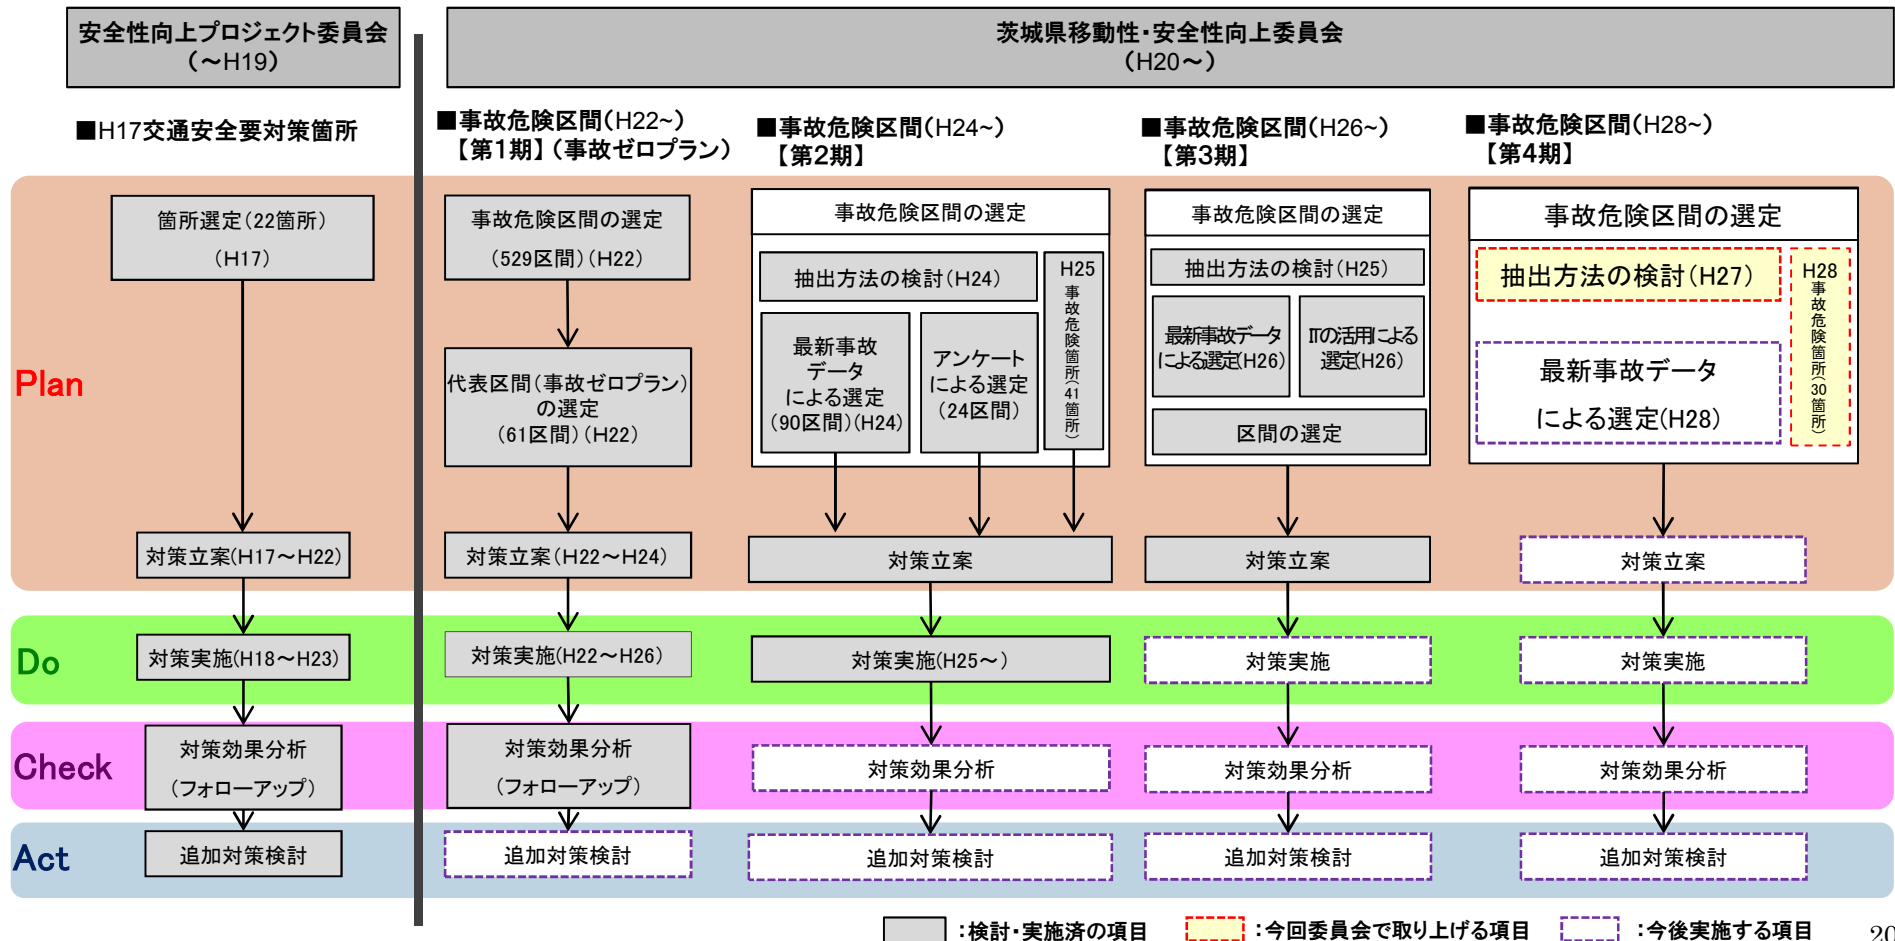 安全性向上プロジェクト委員会
（～H19）
茨城県移動性・安全性向上委員会
（H20～）
■H17交通安全要対策箇所
■事故危険区間（H22~）
【第1期】（事故ゼロプラン）
■事故危険区間（H24~）
【第2期】
■事故危険区間（H26~）
【第3期】
■事故危険区間（H28~）
【第4期】
Plan
箇所選定（22箇所）
（H17）
対策立案(H17～H22)
事故危険区間の選定
（529区間）（H22）
代表区間（事故ゼロプラン）
の選定
（61区間）（H22）
対策立案（H22～H24）
事故危険区間の選定
抽出方法の検討（H24）
最新事故
データ
による選定
（90区間）（H24）
アンケート
による選定
（24区間）
H25
事故危険箇所（41箇所）
対策立案
事故危険区間の選定
抽出方法の検討（H25）
最新事故データ
による選定(H26)
ITの活用による
選定(H26)
区間の選定
対策立案
事故危険区間の選定
抽出方法の検討（H27）
最新事故データ
による選定(H28)
H28
事故危険箇所（30箇所）
対策立案
Do
対策実施(H18～H23)
対策実施(H22～H26)
対策実施(H25～)
対策実施
対策実施
Check
対策効果分析
（フォローアップ）
対策効果分析
（フォローアップ）
対策効果分析
対策効果分析
対策効果分析
Act
追加対策検討
追加対策検討
追加対策検討
追加対策検討
追加対策検討
：検討・実施済の項目
：今回委員会で取り上げる項目
：今後実施する項目
20